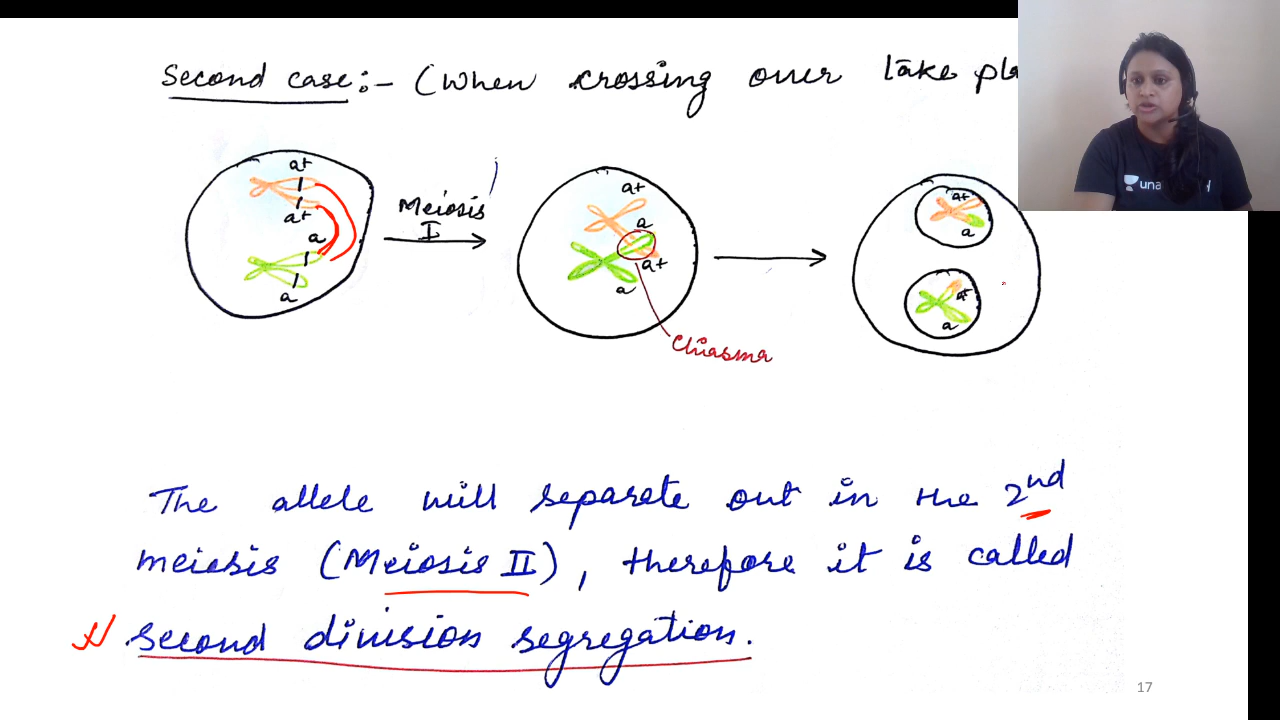 Second case :- (When crossing over take pla
a+
a+
a
a
Meiosis
I
a+
a
a+
a
Chiasma
a+
a
a+
a
una
The allele will separate out in the 2nd
meiosis (Meiosis II), therefore it is called
second division segregation.
17